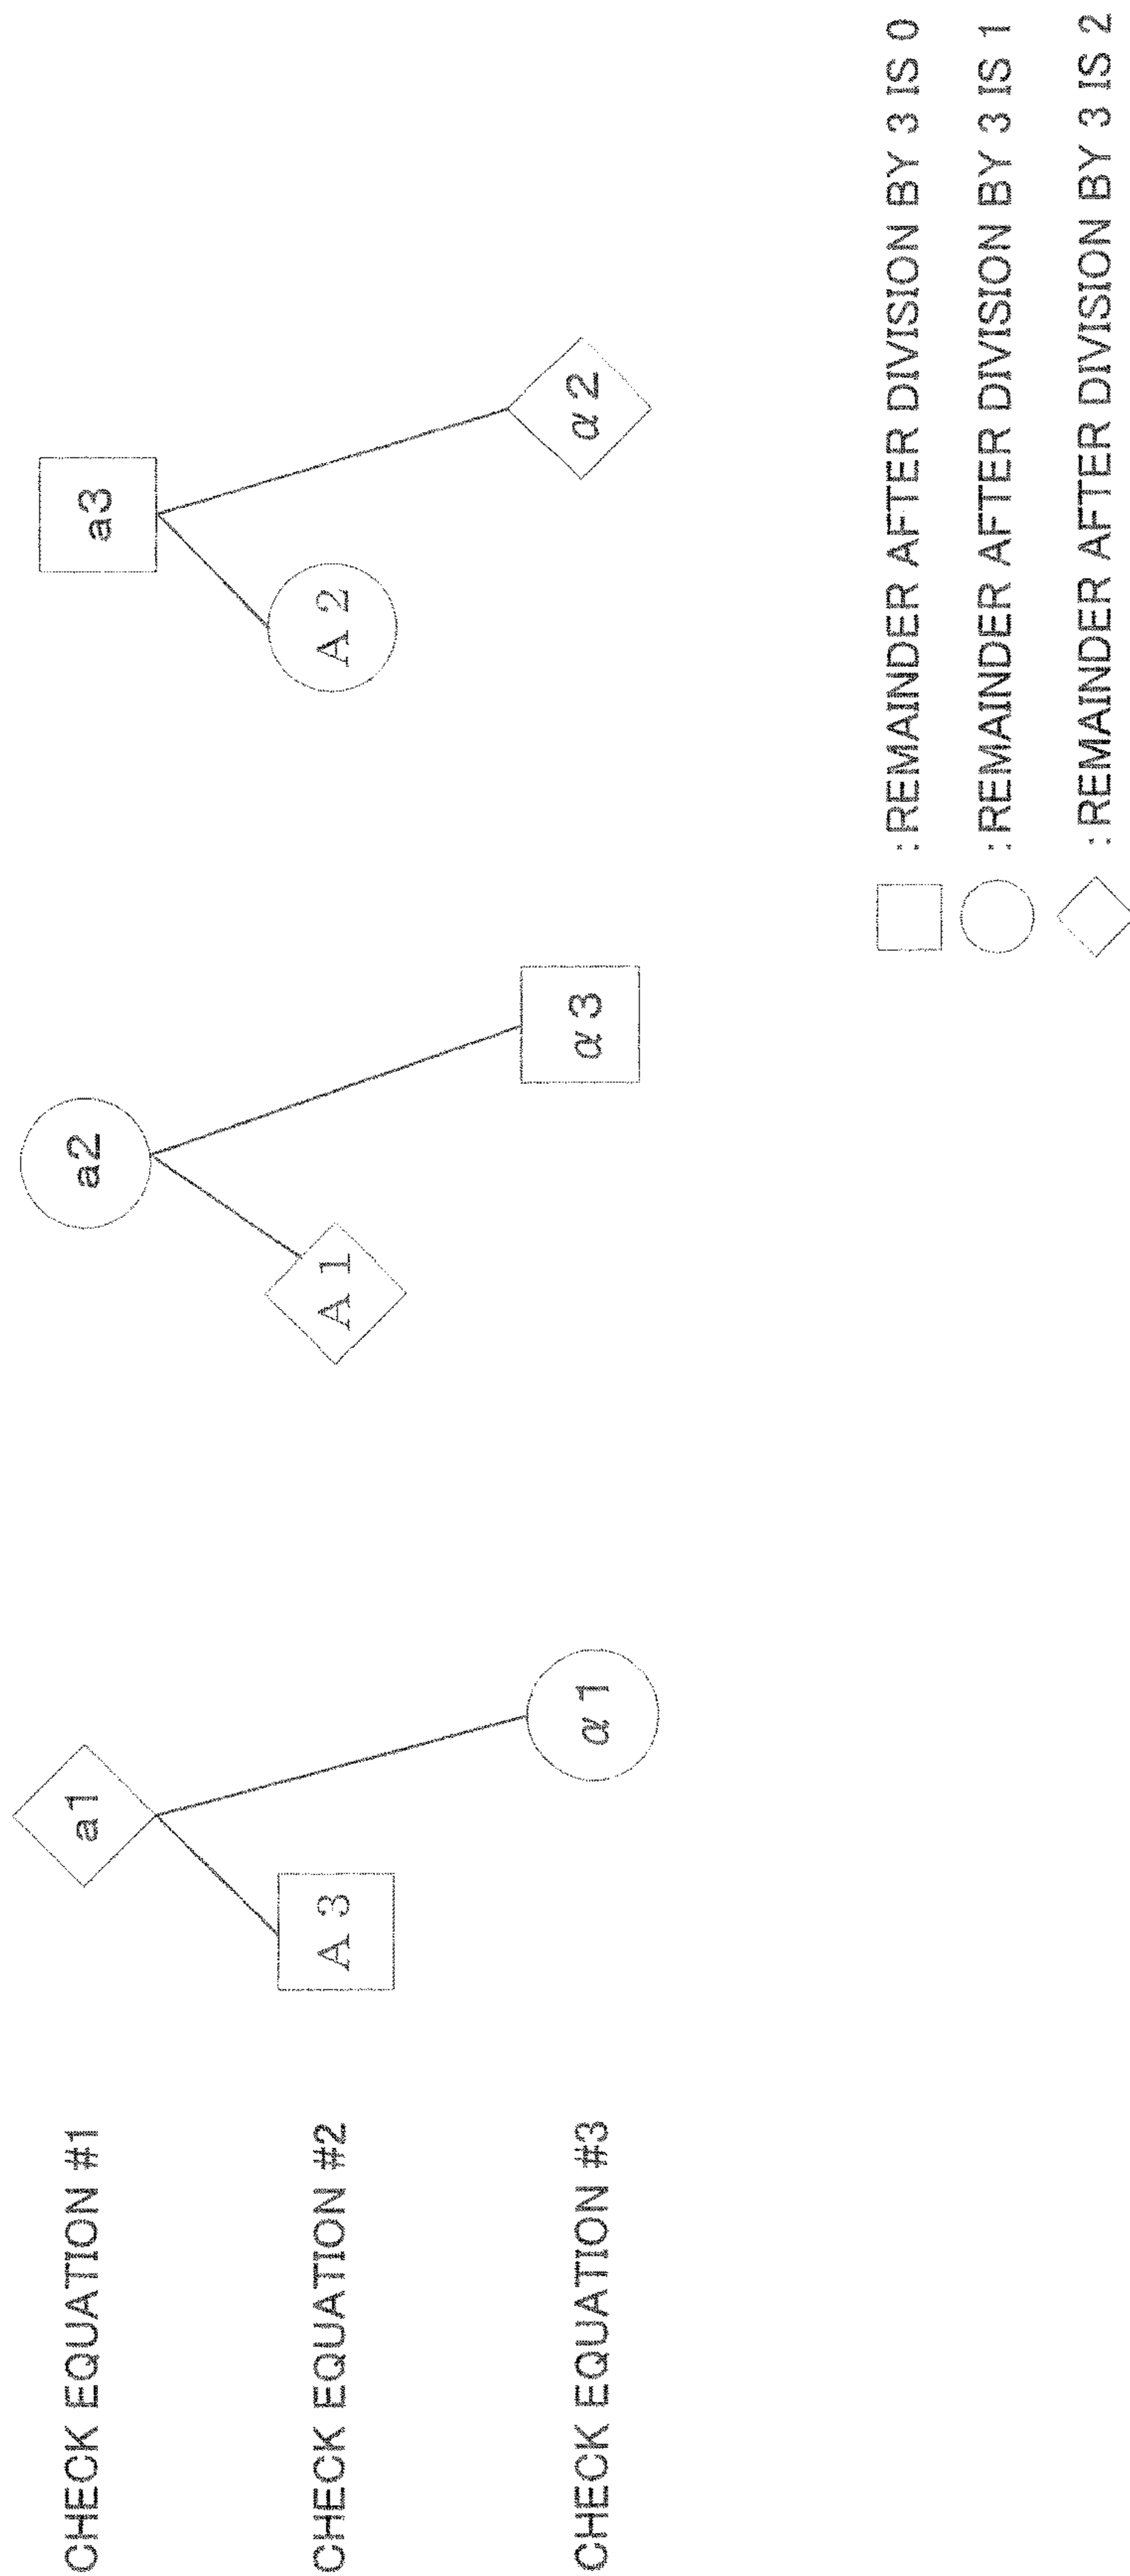 CHECK EQUATION #1
a1
a2
a3
CHECK EQUATION #2
A 3
A 1
A 2
CHECK EQUATION #3
α 1
α 3
α 2
:REMAINDER AFTER DIVISION BY 3 IS 0
:REMAINDER AFTER DIVISION BY 3 IS 1
:REMAINDER AFTER DIVISION BY 3 IS 2